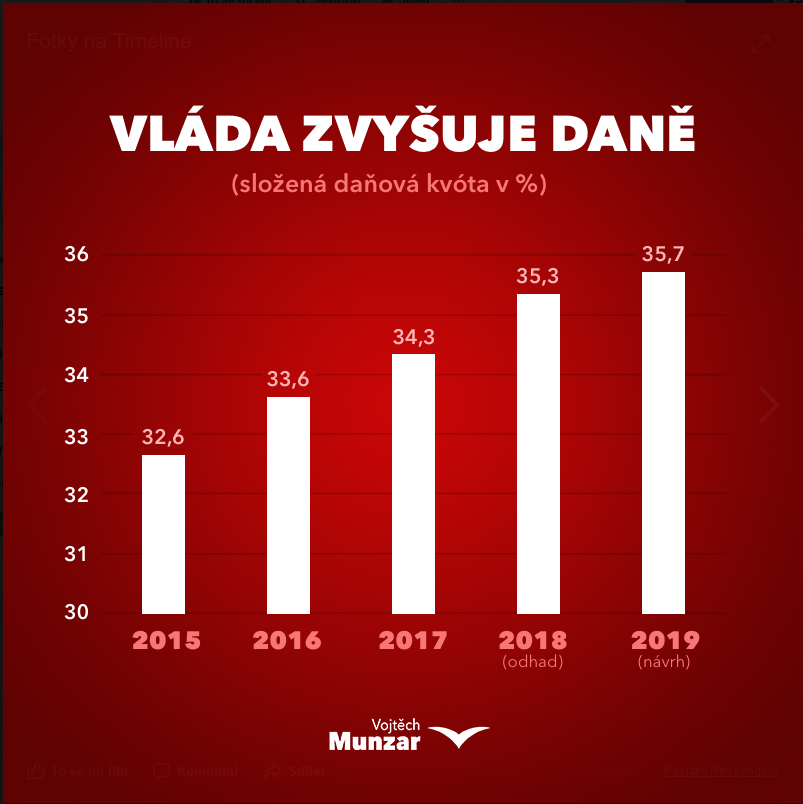 Fotky na Timeline
VLÁDA ZVYŠUJE DANĚ
(složená daňová kvóta v %)
36
35
34
33
32
31
30
32,6
33,6
34,3
35,3
35,7
2015
2016
2017
2018
(odhad)
2019
(návrh)
Vojtěch
Munzar
To se mi líbí
Komentář
Sdílet